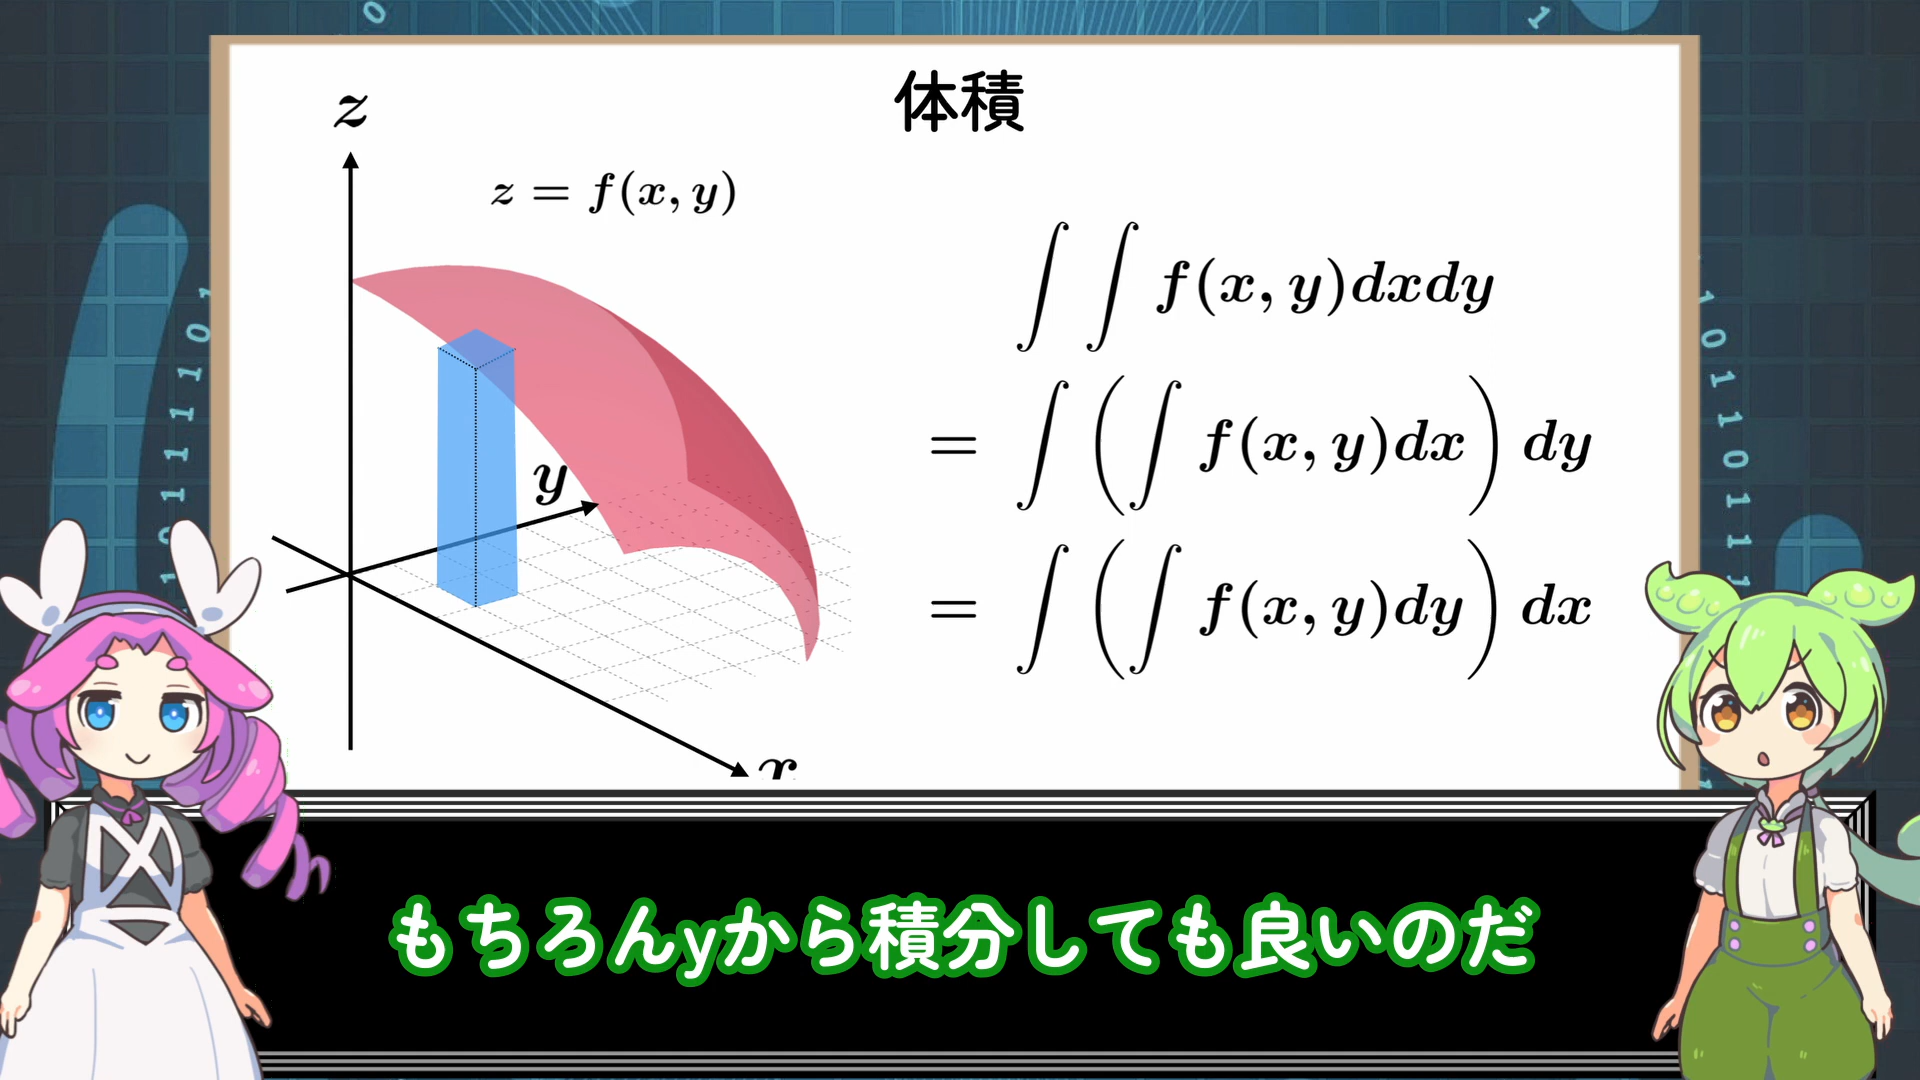 体積
z
z = f(x, y)
y
x
∫ ∫ f(x, y)dxdy
= ∫ (∫ f(x, y)dx) dy
= ∫ (∫ f(x, y)dy) dx
もちろんyから積分しても良いのだ